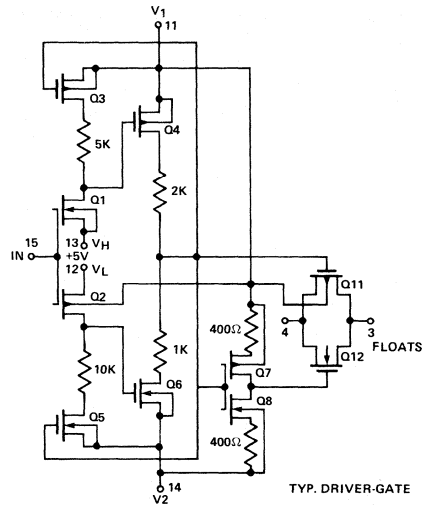 V1
11
Q3
Q4
5K
2K
Q1
15
IN
13 VH
+5V
12 VL
Q2
Q11
4
3
FLOATS
Q12
400Ω
1K
10K
Q7
Q6
Q8
Q5
400Ω
14
V2
TYP. DRIVER-GATE